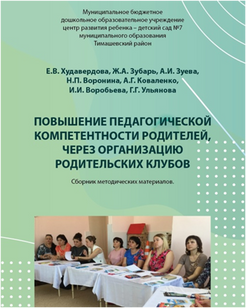 Муниципальное бюджетное
дошкольное образовательное учреждение
центр развития ребенка – детский сад №7
муниципального образования
Тимашевский район
Е.В. Худавердова, Ж.А. Зубарь, А.И. Зуева,
Н.П. Воронина, А.Г. Коваленко,
И.И. Воробьева, Г.Г. Ульянова
ПОВЫШЕНИЕ ПЕДАГОГИЧЕСКОЙ
КОМПЕТЕНТНОСТИ РОДИТЕЛЕЙ,
ЧЕРЕЗ ОРГАНИЗАЦИЮ
РОДИТЕЛЬСКИХ КЛУБОВ
Сборник методических материалов.